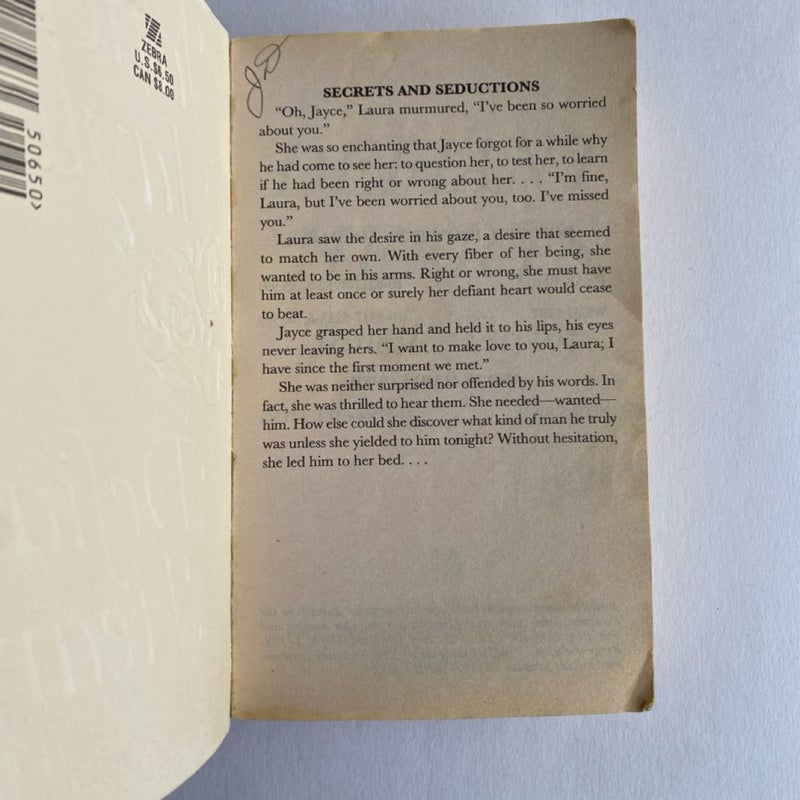 ZEBRA
U.S.$6.50
CAN $8.00
50650>
SECRETS AND SEDUCTIONS
“Oh, Jayce,” Laura murmured, “I’ve been so worried
about you.”
She was so enchanting that Jayce forgot for a while why
he had come to see her: to question her, to test her, to learn
if he had been right or wrong about her. . . . “I’m fine,
Laura, but I’ve been worried about you, too. I’ve missed
you.”
Laura saw the desire in his gaze, a desire that seemed
to match her own. With every fiber of her being, she
wanted to be in his arms. Right or wrong, she must have
him at least once or surely her defiant heart would cease
to beat.
Jayce grasped her hand and held it to his lips, his eyes
never leaving hers. “I want to make love to you, Laura; I
have since the first moment we met.”
She was neither surprised nor offended by his words. In
fact, she was thrilled to hear them. She needed—wanted—
him. How else could she discover what kind of man he truly
was unless she yielded to him tonight? Without hesitation,
she led him to her bed. . . .